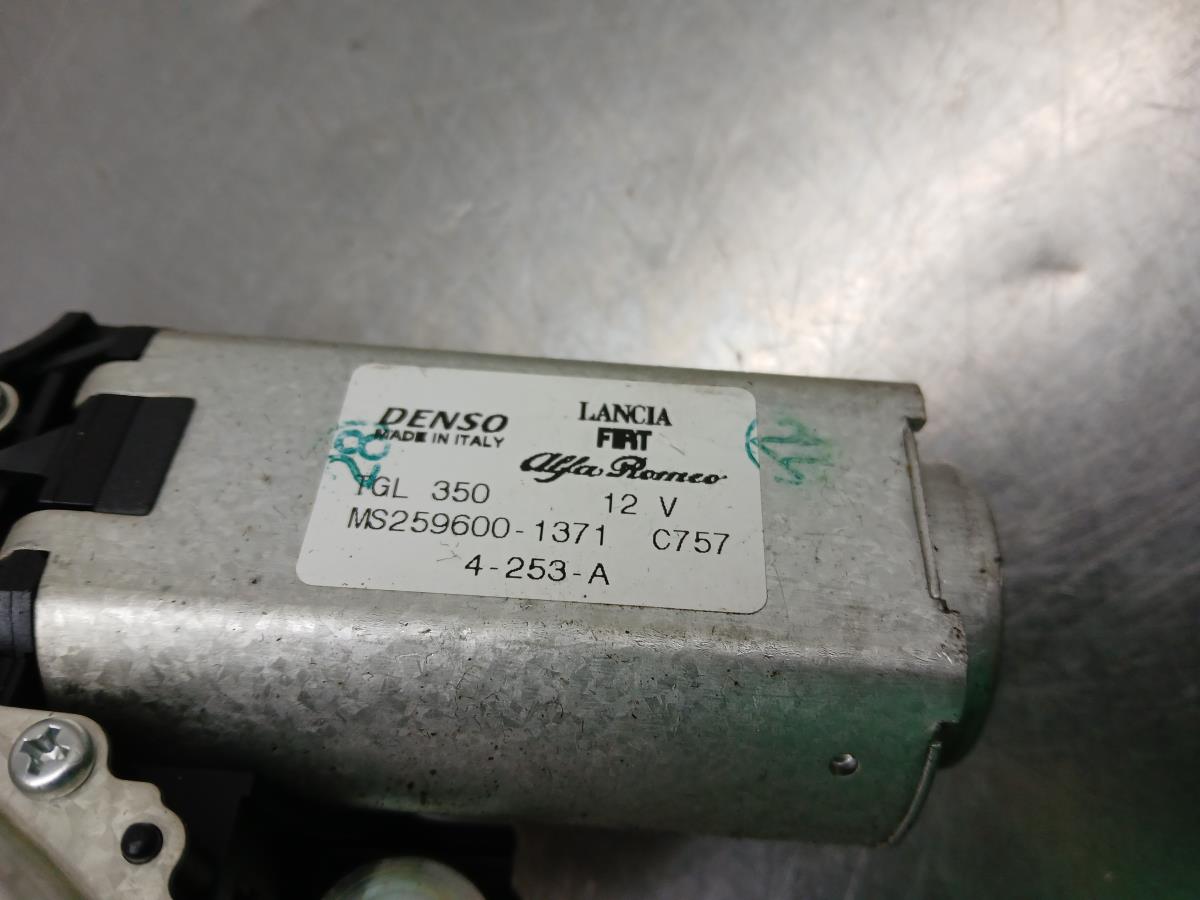 DENSO
MADE IN ITALY
LANCIA
FIAT
Alfa Romeo
TGL 350 12 V
MS259600-1371 C757
4-253-A